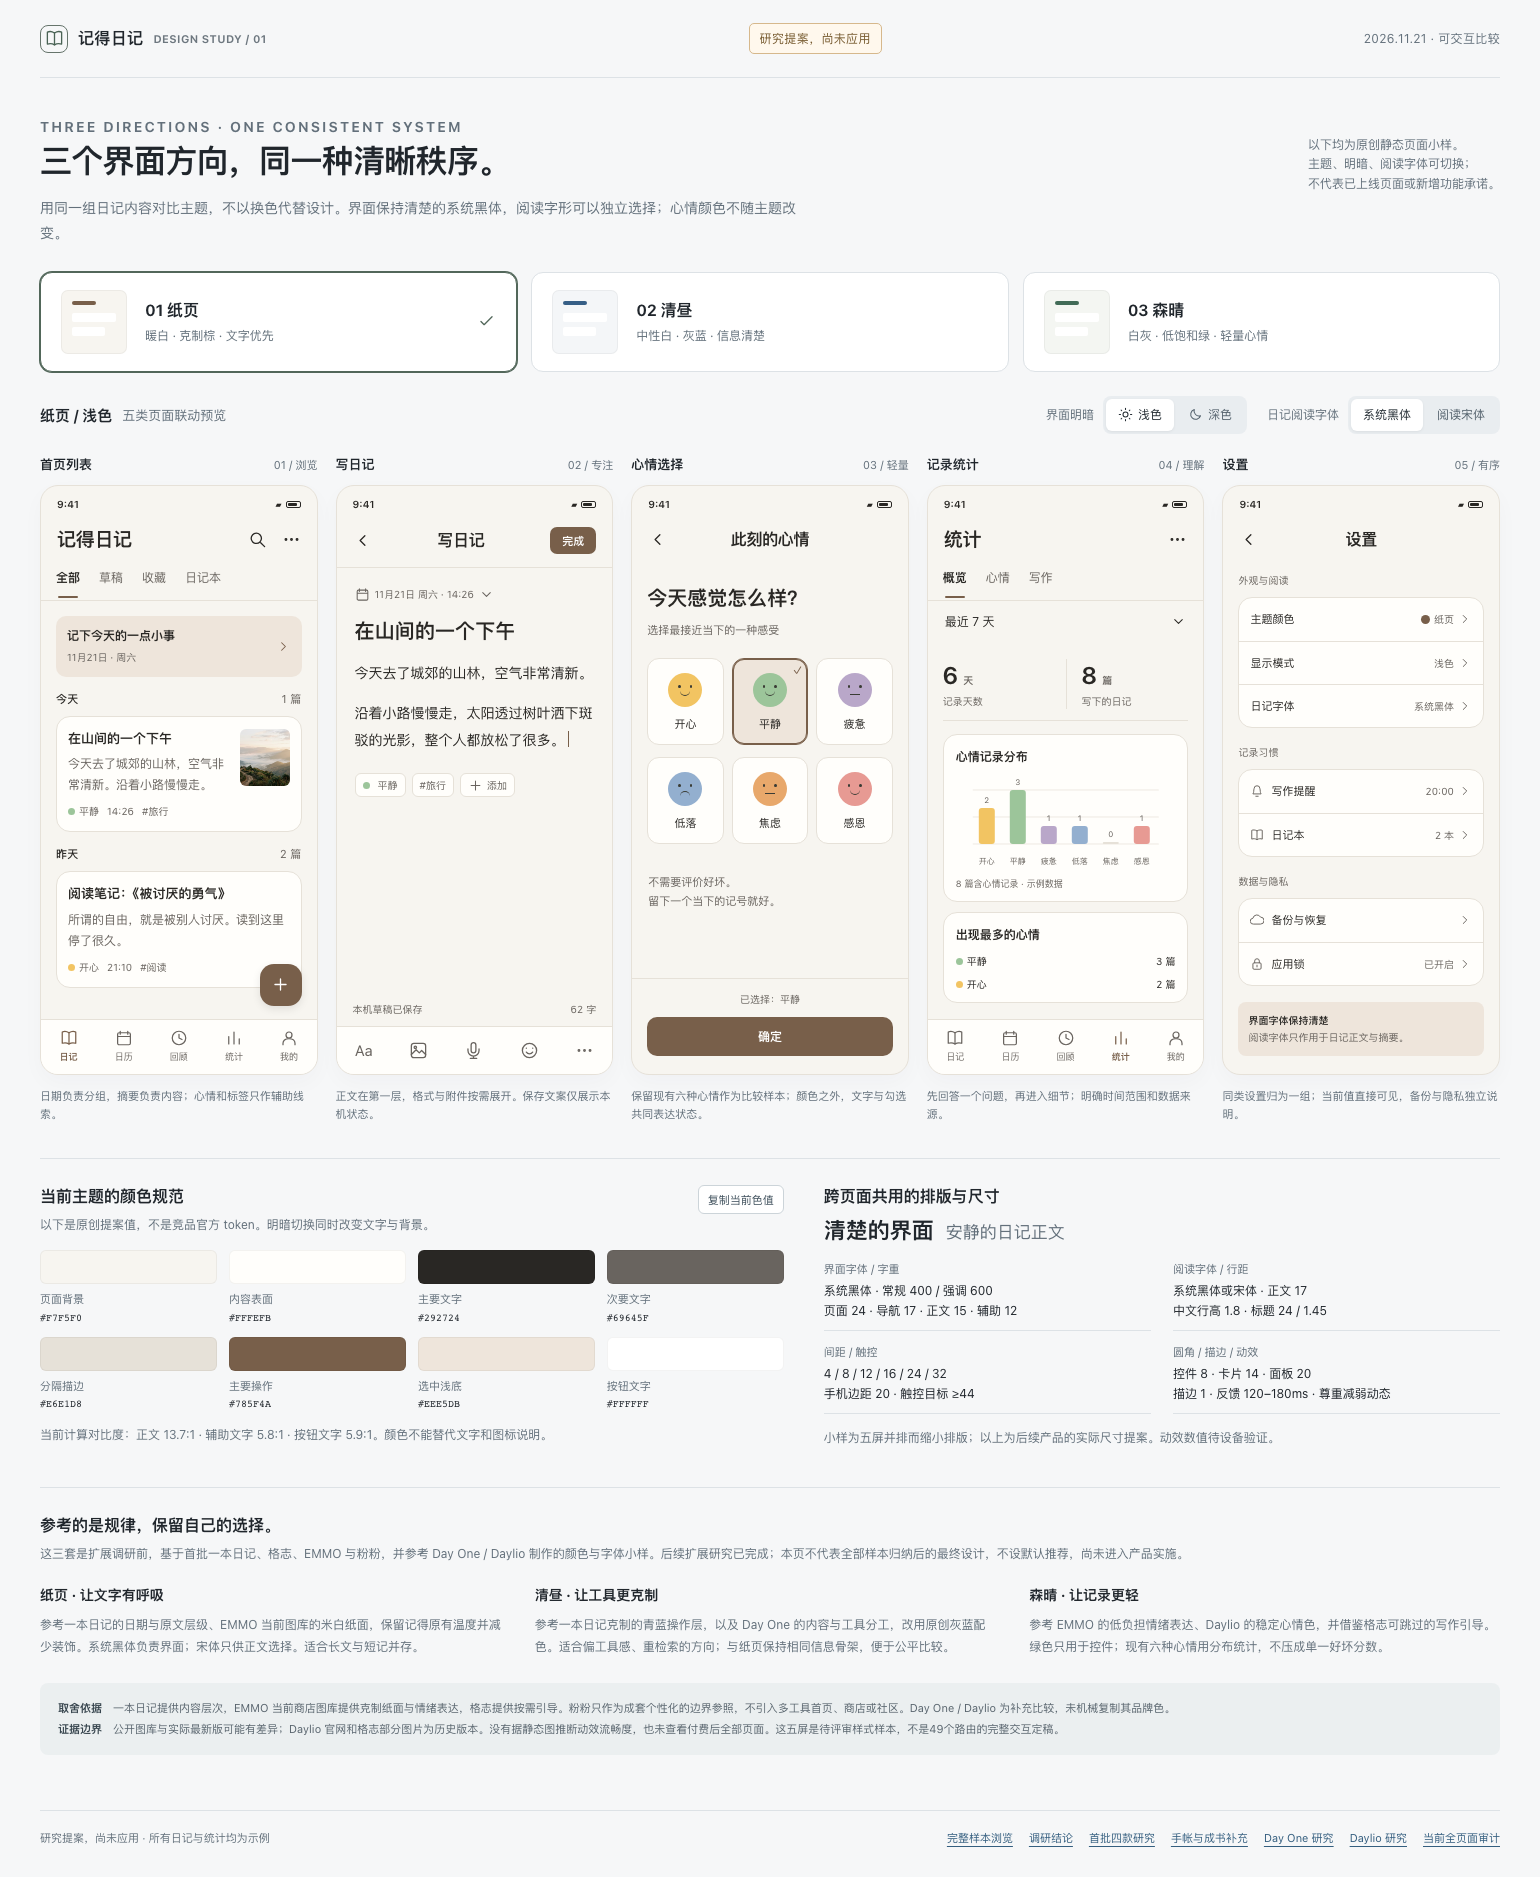 记得日记 DESIGN STUDY / 01
研究提案，尚未应用
2026.11.21 · 可交互比较
THREE DIRECTIONS · ONE CONSISTENT SYSTEM
三个界面方向，同一种清晰秩序。
用同一组日记内容对比主题，不以换色代替设计。界面保持清楚的系统黑体，阅读字形可以独立选择；心情颜色不随主题改
变。
以下均为原创静态页面小样。
主题、明暗、阅读字体可切换；
不代表已上线页面或新增功能承诺。
01 纸页
暖白 · 克制棕 · 文字优先
02 清昼
中性白 · 灰蓝 · 信息清楚
03 森晴
白灰 · 低饱和绿 · 轻量心情
纸页 / 浅色 五类页面联动预览
界面明暗 浅色 深色 日记阅读字体 系统黑体 阅读宋体
首页列表 01 / 浏览
9:41
记得日记
全部 草稿 收藏 日记本
记下今天的一点小事
11月21日 · 周六
今天 1 篇
在山间的一个下午
今天去了城郊的山林，空气非
常清新。沿着小路慢慢走。
平静 14:26 #旅行
昨天 2 篇
阅读笔记：《被讨厌的勇气》
所谓的自由，就是被别人讨厌。读到这里
停了很久。
开心 21:10 #阅读
日记 日历 回顾 统计 我的
日期负责分组，摘要负责内容；心情和标签只作辅助线
索。
写日记 02 / 专注
9:41
写日记 完成
11月21日 周六 · 14:26
在山间的一个下午
今天去了城郊的山林，空气非常清新。
沿着小路慢慢走，太阳透过树叶洒下斑
驳的光影，整个人都放松了很多。
平静 #旅行 添加
本机草稿已保存 62 字
Aa
正文在第一层，格式与附件按需展开。保存文案仅展示本
机状态。
心情选择 03 / 轻量
9:41
此刻的心情
今天感觉怎么样?
选择最接近当下的一种感受
开心 平静 疲惫
低落 焦虑 感恩
不需要评价好坏。
留下一个当下的记号就好。
已选择：平静
确定
保留现有六种心情作为比较样本；颜色之外，文字与勾选
共同表达状态。
记录统计 04 / 理解
9:41
统计
概览 心情 写作
最近 7 天
6 天 8 篇
记录天数 写下的日记
心情记录分布
2 3 1 1 0 1
开心 平静 疲惫 低落 焦虑 感恩
8 篇含心情记录 · 示例数据
出现最多的心情
平静 3 篇
开心 2 篇
日记 日历 回顾 统计 我的
先回答一个问题，再进入细节；明确时间范围和数据来
源。
设置 05 / 有序
9:41
设置
外观与阅读
主题颜色 纸页
显示模式 浅色
日记字体 系统黑体
记录习惯
写作提醒 20:00
日记本 2 本
数据与隐私
备份与恢复
应用锁 已开启
界面字体保持清楚
阅读字体只作用于日记正文与摘要。
同类设置归为一组；当前值直接可见，备份与隐私独立说
明。
当前主题的颜色规范
复制当前色值
以下是原创提案值，不是竞品官方 token。明暗切换同时改变文字与背景。
页面背景 内容表面 主要文字 次要文字
#F7F5F0 #FFFEFB #292724 #69645F
分隔描边 主要操作 选中浅底 按钮文字
#E6E1D8 #785F4A #EEE5DB #FFFFFF
当前计算对比度：正文 13.7:1 · 辅助文字 5.8:1 · 按钮文字 5.9:1。颜色不能替代文字和图标说明。
跨页面共用的排版与尺寸
清楚的界面 安静的日记正文
界面字体 / 字重
系统黑体 · 常规 400 / 强调 600
页面 24 · 导航 17 · 正文 15 · 辅助 12
阅读字体 / 行距
系统黑体或宋体 · 正文 17
中文行高 1.8 · 标题 24 / 1.45
间距 / 触控
4 / 8 / 12 / 16 / 24 / 32
手机边距 20 · 触控目标 ≥44
圆角 / 描边 / 动效
控件 8 · 卡片 14 · 面板 20
描边 1 · 反馈 120–180ms · 尊重减弱动态
小样为五屏并排而缩小排版；以上为后续产品的实际尺寸提案。动效数值待设备验证。
参考的是规律，保留自己的选择。
这三套是扩展调研前，基于首批一本日记、格志、EMMO 与粉粉，并参考 Day One / Daylio 制作的颜色与字体小样。后续扩展研究已完成；本页不代表全部样本归纳后的最终设计，不设默认推荐，尚未进入产品实施。
纸页 · 让文字有呼吸
参考一本日记的日期与原文层级、EMMO 当前图库的米白纸面，保留记得原有温度并减
少装饰。系统黑体负责界面；宋体只供正文选择。适合长文与短记并存。
清昼 · 让工具更克制
参考一本日记克制的青蓝操作层，以及 Day One 的内容与工具分工，改用原创灰蓝配
色。适合偏工具感、重检索的方向；与纸页保持相同信息骨架，便于公平比较。
森晴 · 让记录更轻
参考 EMMO 的低负担情绪表达、Daylio 的稳定心情色，并借鉴格志可跳过的写作引导。
绿色只用于控件；现有六种心情用分布统计，不压成单一好坏分数。
取舍依据 一本日记提供内容层次，EMMO 当前商店图库提供克制纸面与情绪表达，格志提供按需引导。粉粉只作为成套个性化的边界参照，不引入多工具首页、商店或社区。Day One / Daylio 为补充比较，未机械复制其品牌色。
证据边界 公开图库与实际最新版可能有差异；Daylio 官网和格志部分图片为历史版本。没有据静态图推断动效流畅度，也未查看付费后全部页面。这五屏是待评审样式样本，不是49个路由的完整交互定稿。
研究提案，尚未应用 · 所有日记与统计均为示例
完整样本浏览 调研结论 首批四款研究 手帐与成书补充 Day One 研究 Daylio 研究 当前全页面审计